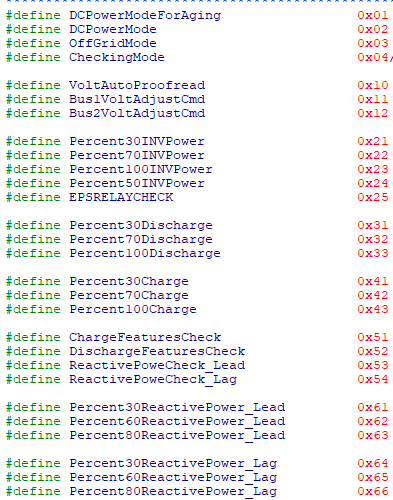 #define DCPowerModeForAging 0x01
#define DCPowerMode 0x02
#define OffGridMode 0x03
#define CheckingMode 0x04/
#define VoltAutoProofread 0x10
#define Bus1VoltAdjustCmd 0x11
#define Bus2VoltAdjustCmd 0x12
#define Percent30INVPower 0x21
#define Percent70INVPower 0x22
#define Percent100INVPower 0x23
#define Percent50INVPower 0x24
#define EPSRELAYCHECK 0x25
#define Percent30Discharge 0x31
#define Percent70Discharge 0x32
#define Percent100Discharge 0x33
#define Percent30Charge 0x41
#define Percent70Charge 0x42
#define Percent100Charge 0x43
#define ChargeFeaturesCheck 0x51
#define DischargeFeaturesCheck 0x52
#define ReactivePoweCheck_Lead 0x53
#define ReactivePoweCheck_Lag 0x54
#define Percent30ReactivePower_Lead 0x61
#define Percent60ReactivePower_Lead 0x62
#define Percent80ReactivePower_Lead 0x63
#define Percent30ReactivePower_Lag 0x64
#define Percent60ReactivePower_Lag 0x65
#define Percent80ReactivePower_Lag 0x66